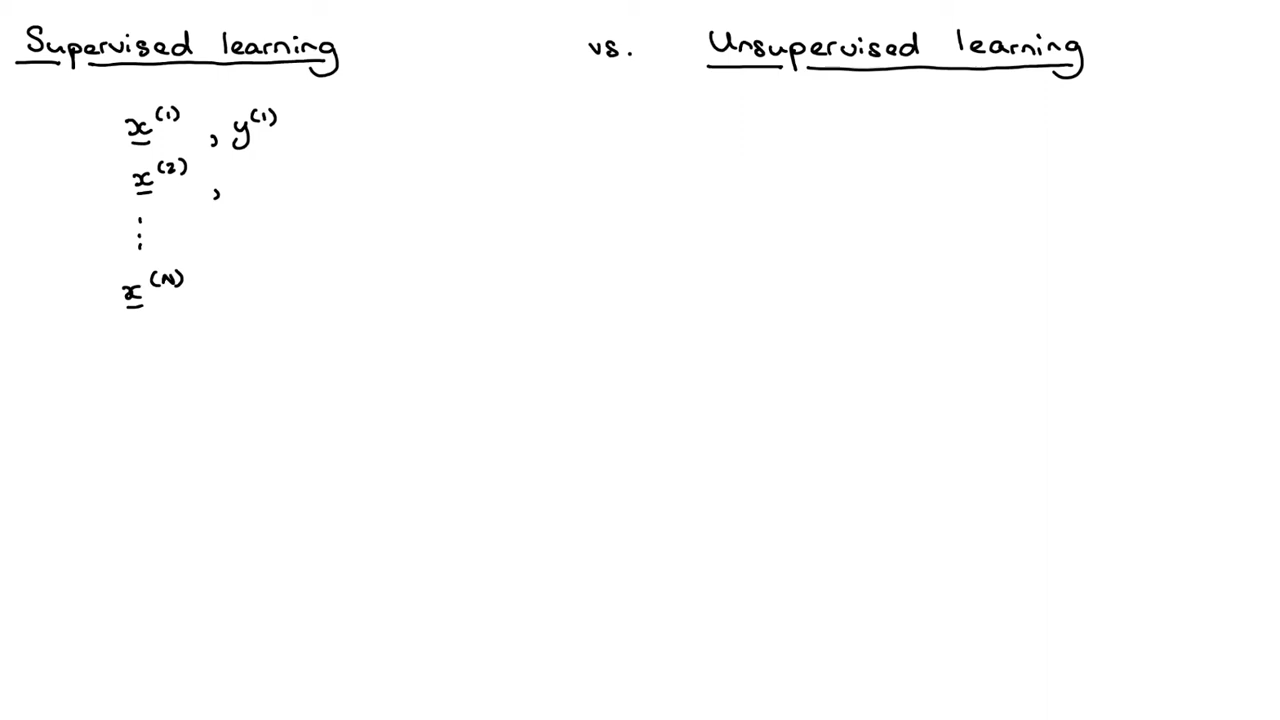 Supervised learning vs. Unsupervised learning
x^(1), y^(1)
x^(2),
⋮
x^(N)